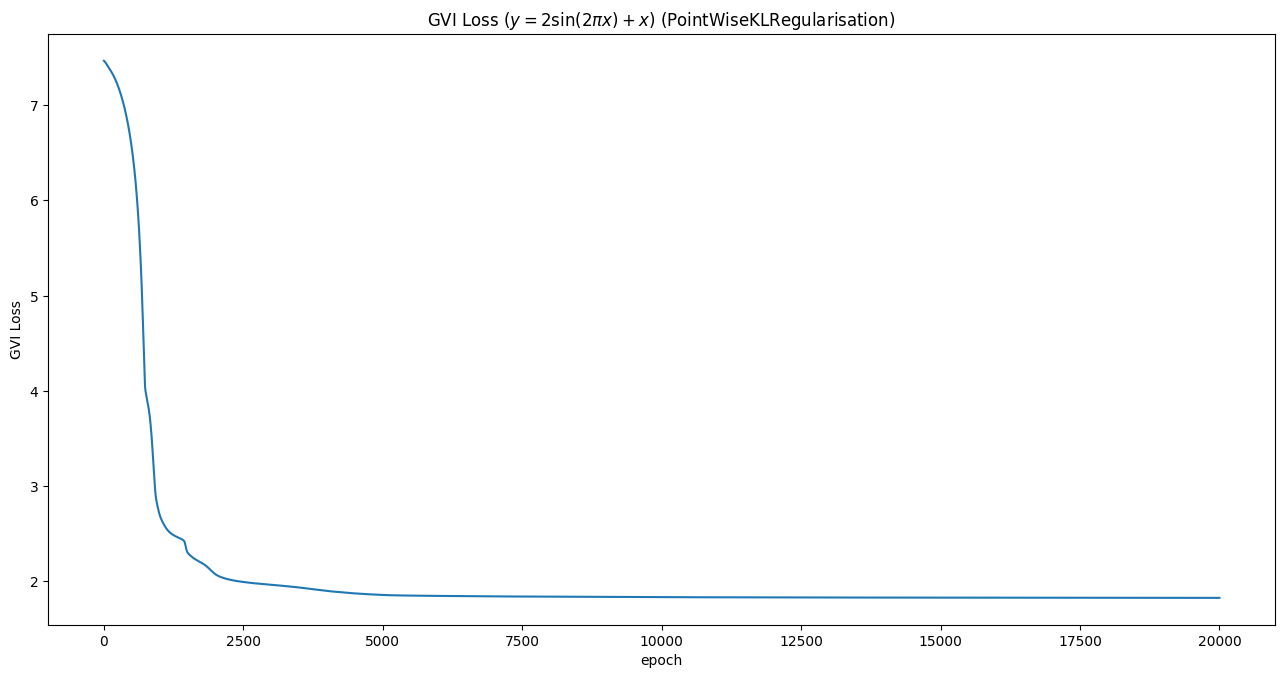 GVI Loss (y = 2sin(2πx) + x) (PointWiseKLRegularisation)
7
6
5
4
3
2
GVI Loss
0 2500 5000 7500 10000 12500 15000 17500 20000
epoch